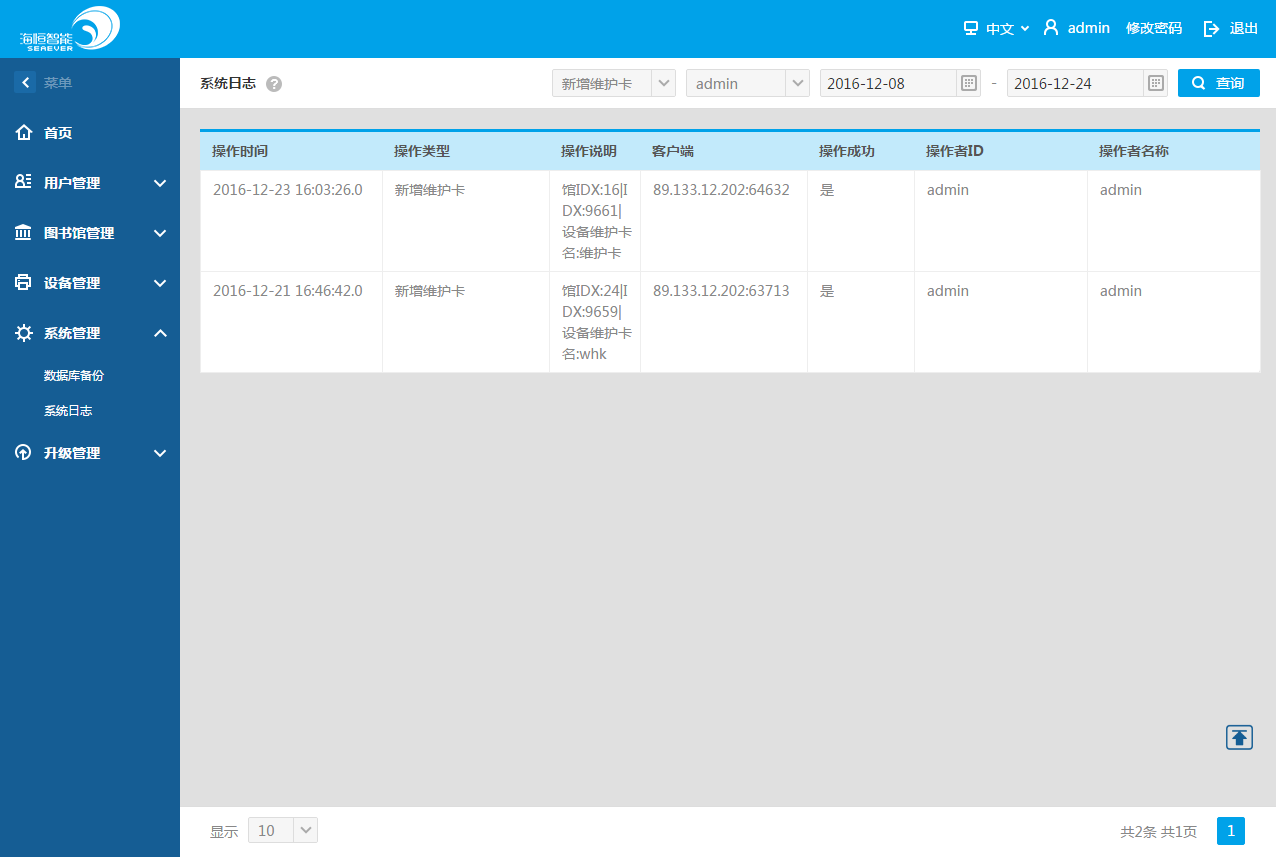 海恒智能
SEAEVER
中文
admin
修改密码
退出
菜单
首页
用户管理
图书馆管理
设备管理
系统管理
数据库备份
系统日志
升级管理
系统日志 ?
新增维护卡
admin
2016-12-08 - 2016-12-24
查询
操作时间 操作类型 操作说明 客户端 操作成功 操作者ID 操作者名称
2016-12-23 16:03:26.0 新增维护卡 馆IDX:16|I 89.133.12.202:64632 是 admin admin
DX:9661|
设备维护卡
名:维护卡
2016-12-21 16:46:42.0 新增维护卡 馆IDX:24|I 89.133.12.202:63713 是 admin admin
DX:9659|
设备维护卡
名:whk
显示 10
共2条 共1页 1